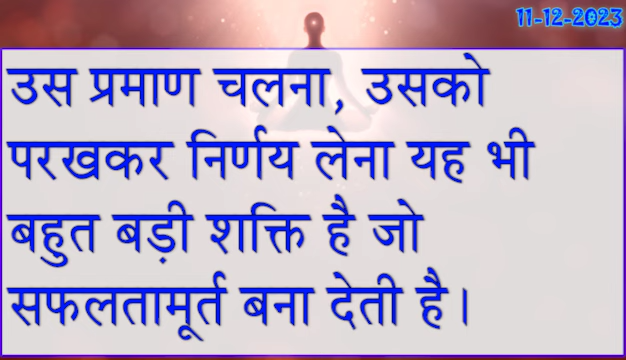 11-12-2023
उस प्रमाण चलना, उसको
परखकर निर्णय लेना यह भी
बहुत बड़ी शक्ति है जो
सफलतामूर्त बना देती है।